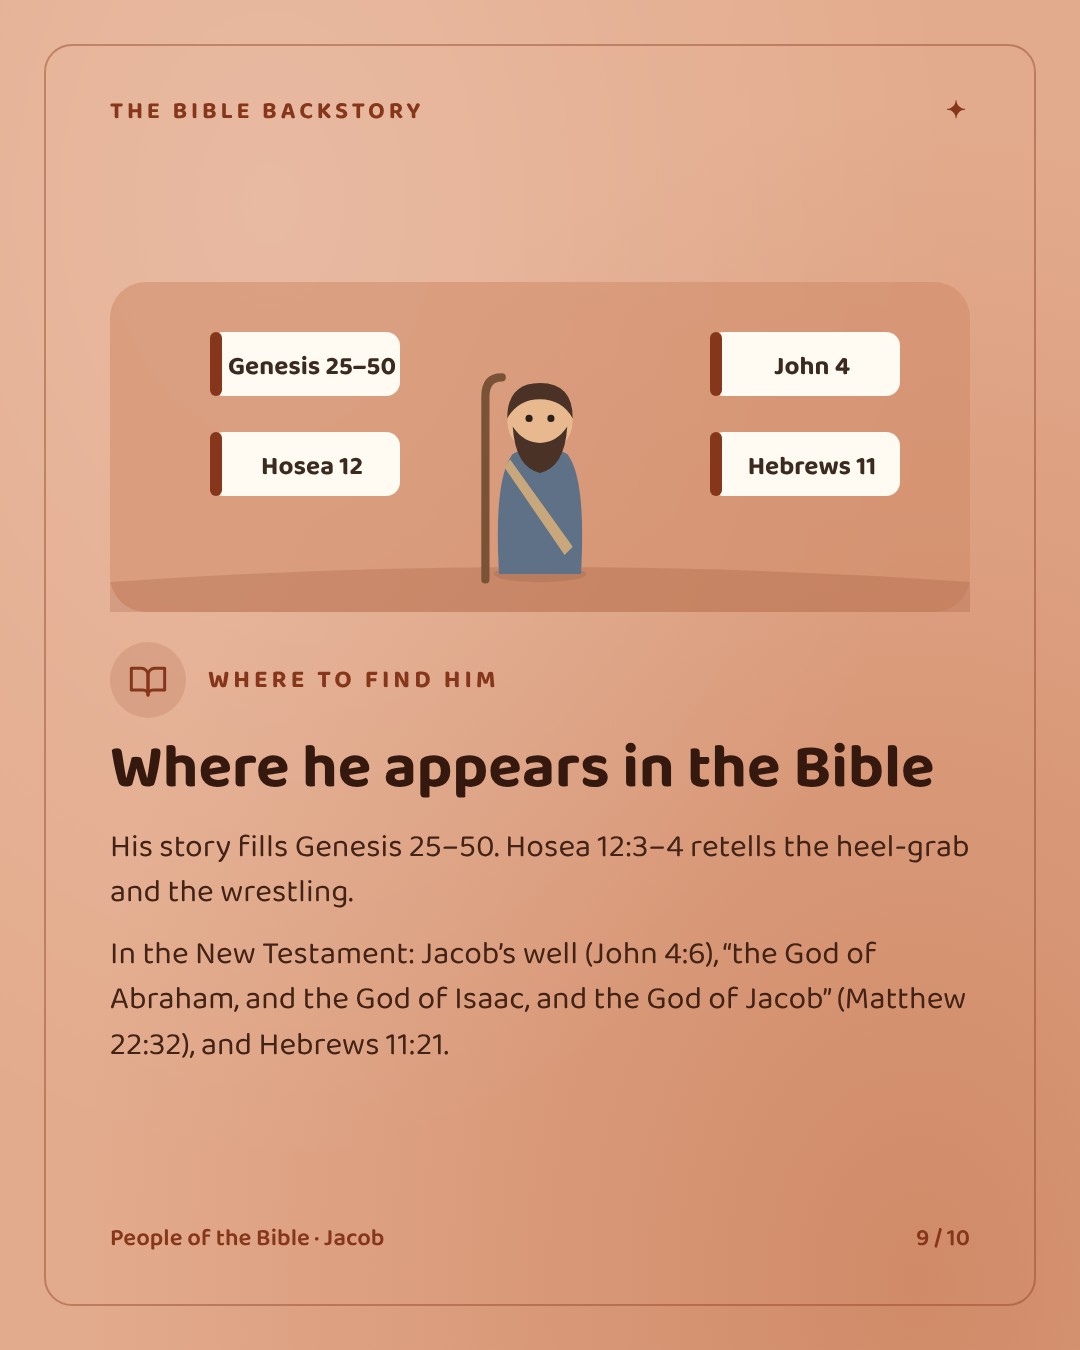 THE BIBLE BACKSTORY ✦
Genesis 25–50
John 4
Hosea 12
Hebrews 11
WHERE TO FIND HIM
Where he appears in the Bible
His story fills Genesis 25–50. Hosea 12:3–4 retells the heel-grab
and the wrestling.
In the New Testament: Jacob’s well (John 4:6), “the God of
Abraham, and the God of Isaac, and the God of Jacob” (Matthew
22:32), and Hebrews 11:21.
People of the Bible · Jacob
9 / 10